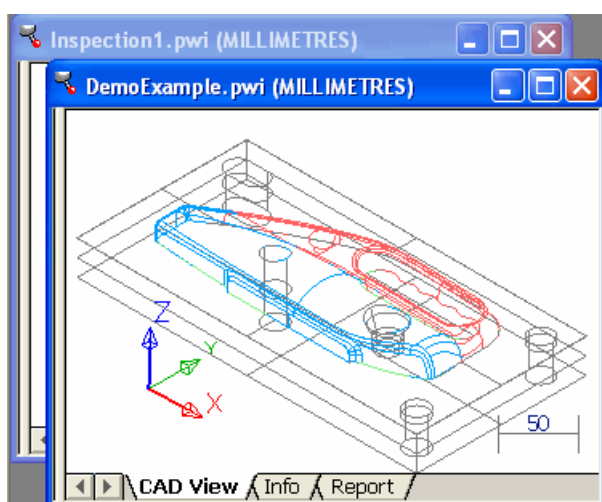 Inspection1.pwi (MILLIMETRES)
DemoExample.pwi (MILLIMETRES)
Z
Y
X
50
CAD View Info Report